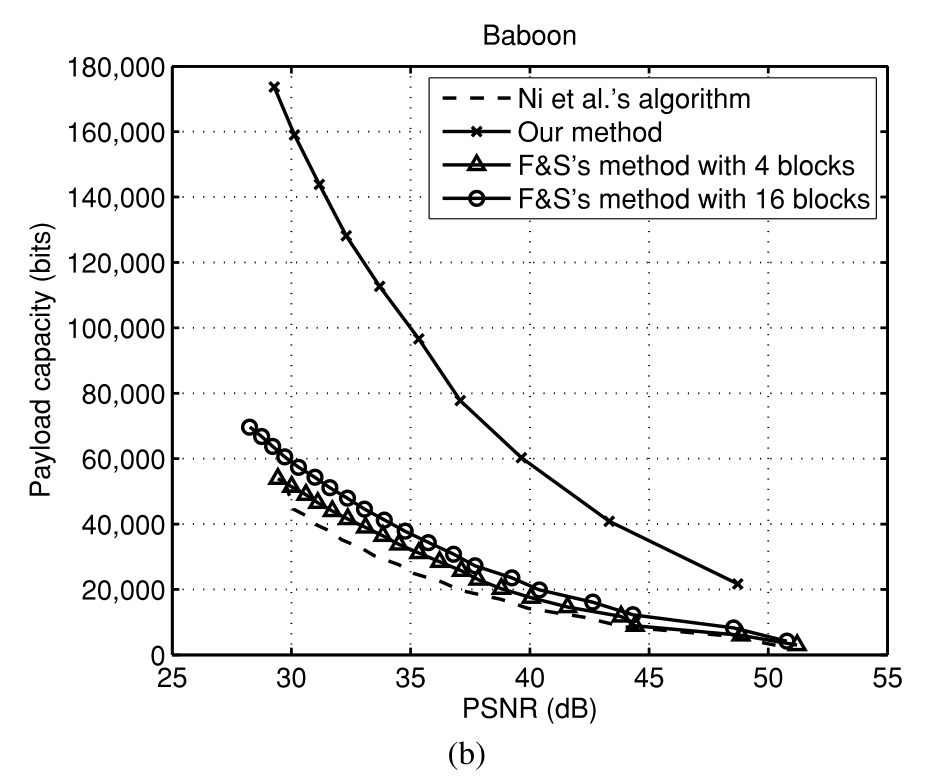 Baboon
180,000
160,000
140,000
120,000
100,000
80,000
60,000
40,000
20,000
0
Payload capacity (bits)
Ni et al.'s algorithm
Our method
F&S's method with 4 blocks
F&S's method with 16 blocks
25 30 35 40 45 50 55
PSNR (dB)
(b)